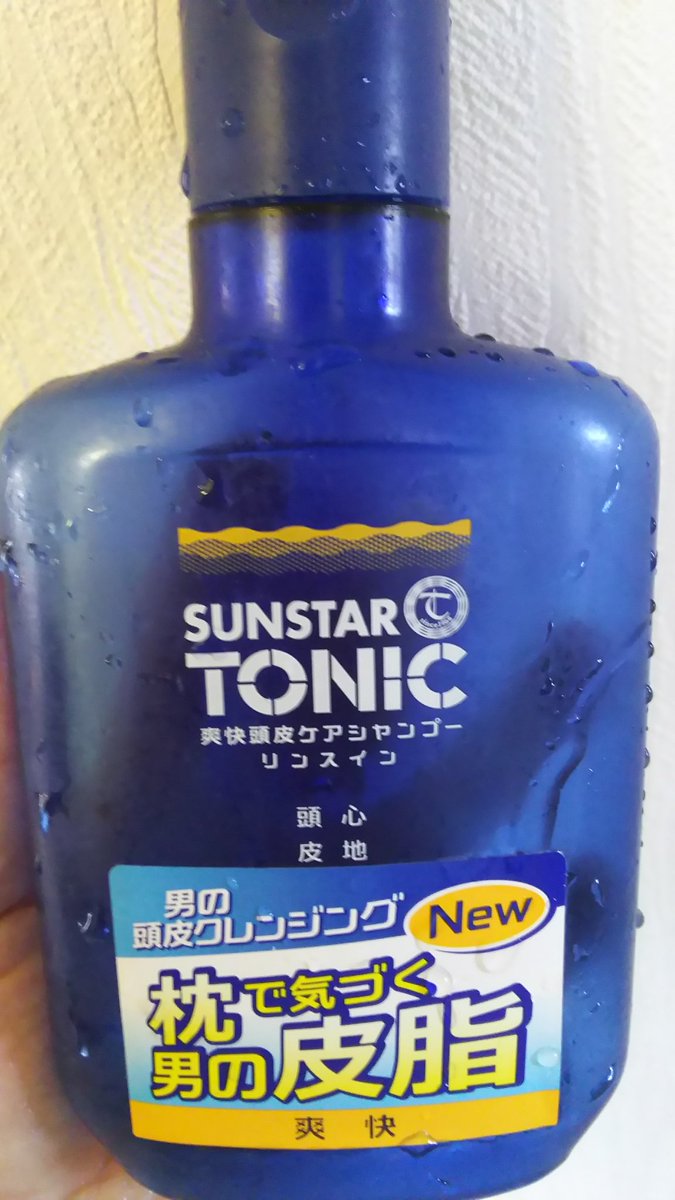 SUNSTAR
TONIC
爽快頭皮ケアシャンプー
リンスイン
頭 心
皮 地
男の
頭皮クレンジング
New
枕で気づく
男の皮脂
爽 快